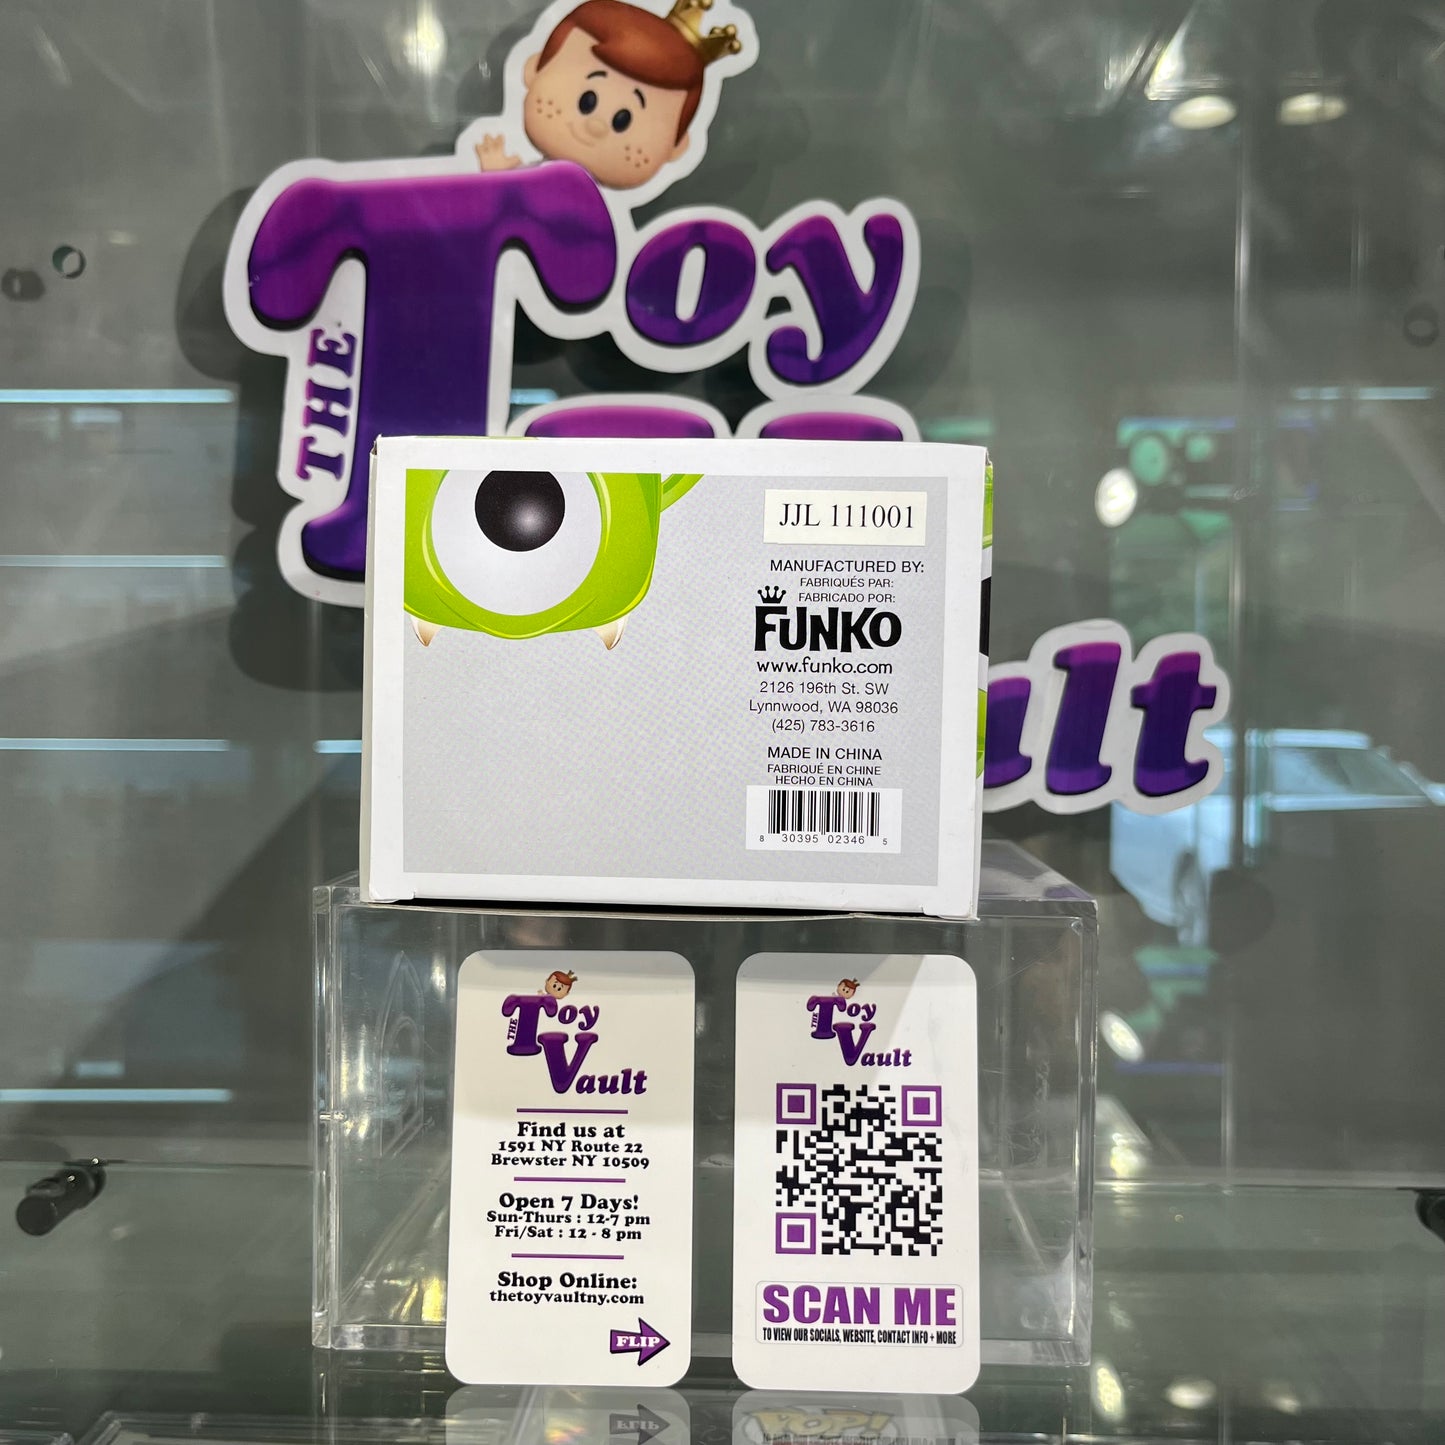 THE Toy
ault
JJL 111001
MANUFACTURED BY:
FABRIQUÉS PAR:
FABRICADO POR:
FUNKO
www.funko.com
2126 196th St. SW
Lynnwood, WA 98036
(425) 783-3616
MADE IN CHINA
FABRIQUÉ EN CHINE
HECHO EN CHINA
8 30395 02346 5
THE Toy
Vault
Find us at
1591 NY Route 22
Brewster NY 10509
Open 7 Days!
Sun-Thurs : 12-7 pm
Fri/Sat : 12 - 8 pm
Shop Online:
thetoyvaultny.com
FLIP
THE Toy
Vault
SCAN ME
TO VIEW OUR SOCIALS, WEBSITE, CONTACT INFO + MORE
FLIP
POP!